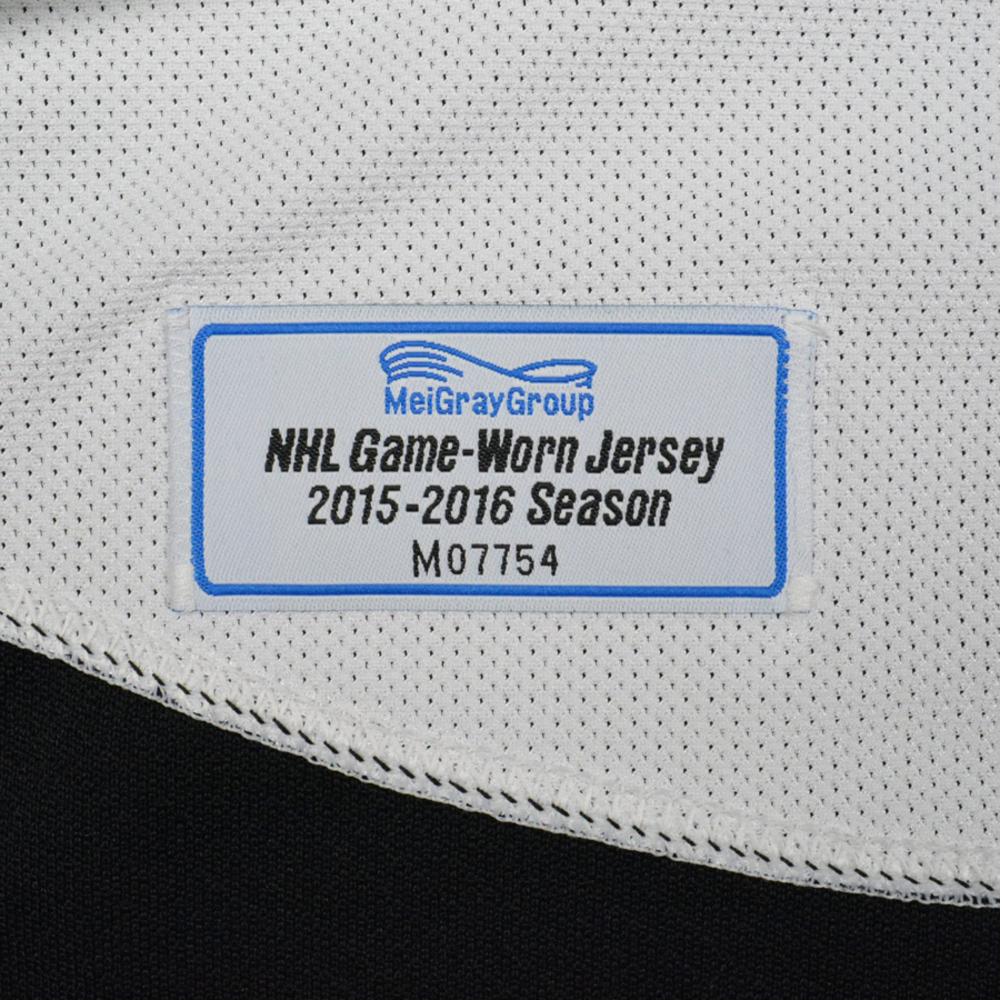 MeiGrayGroup
NHL Game-Worn Jersey
2015-2016 Season
M07754